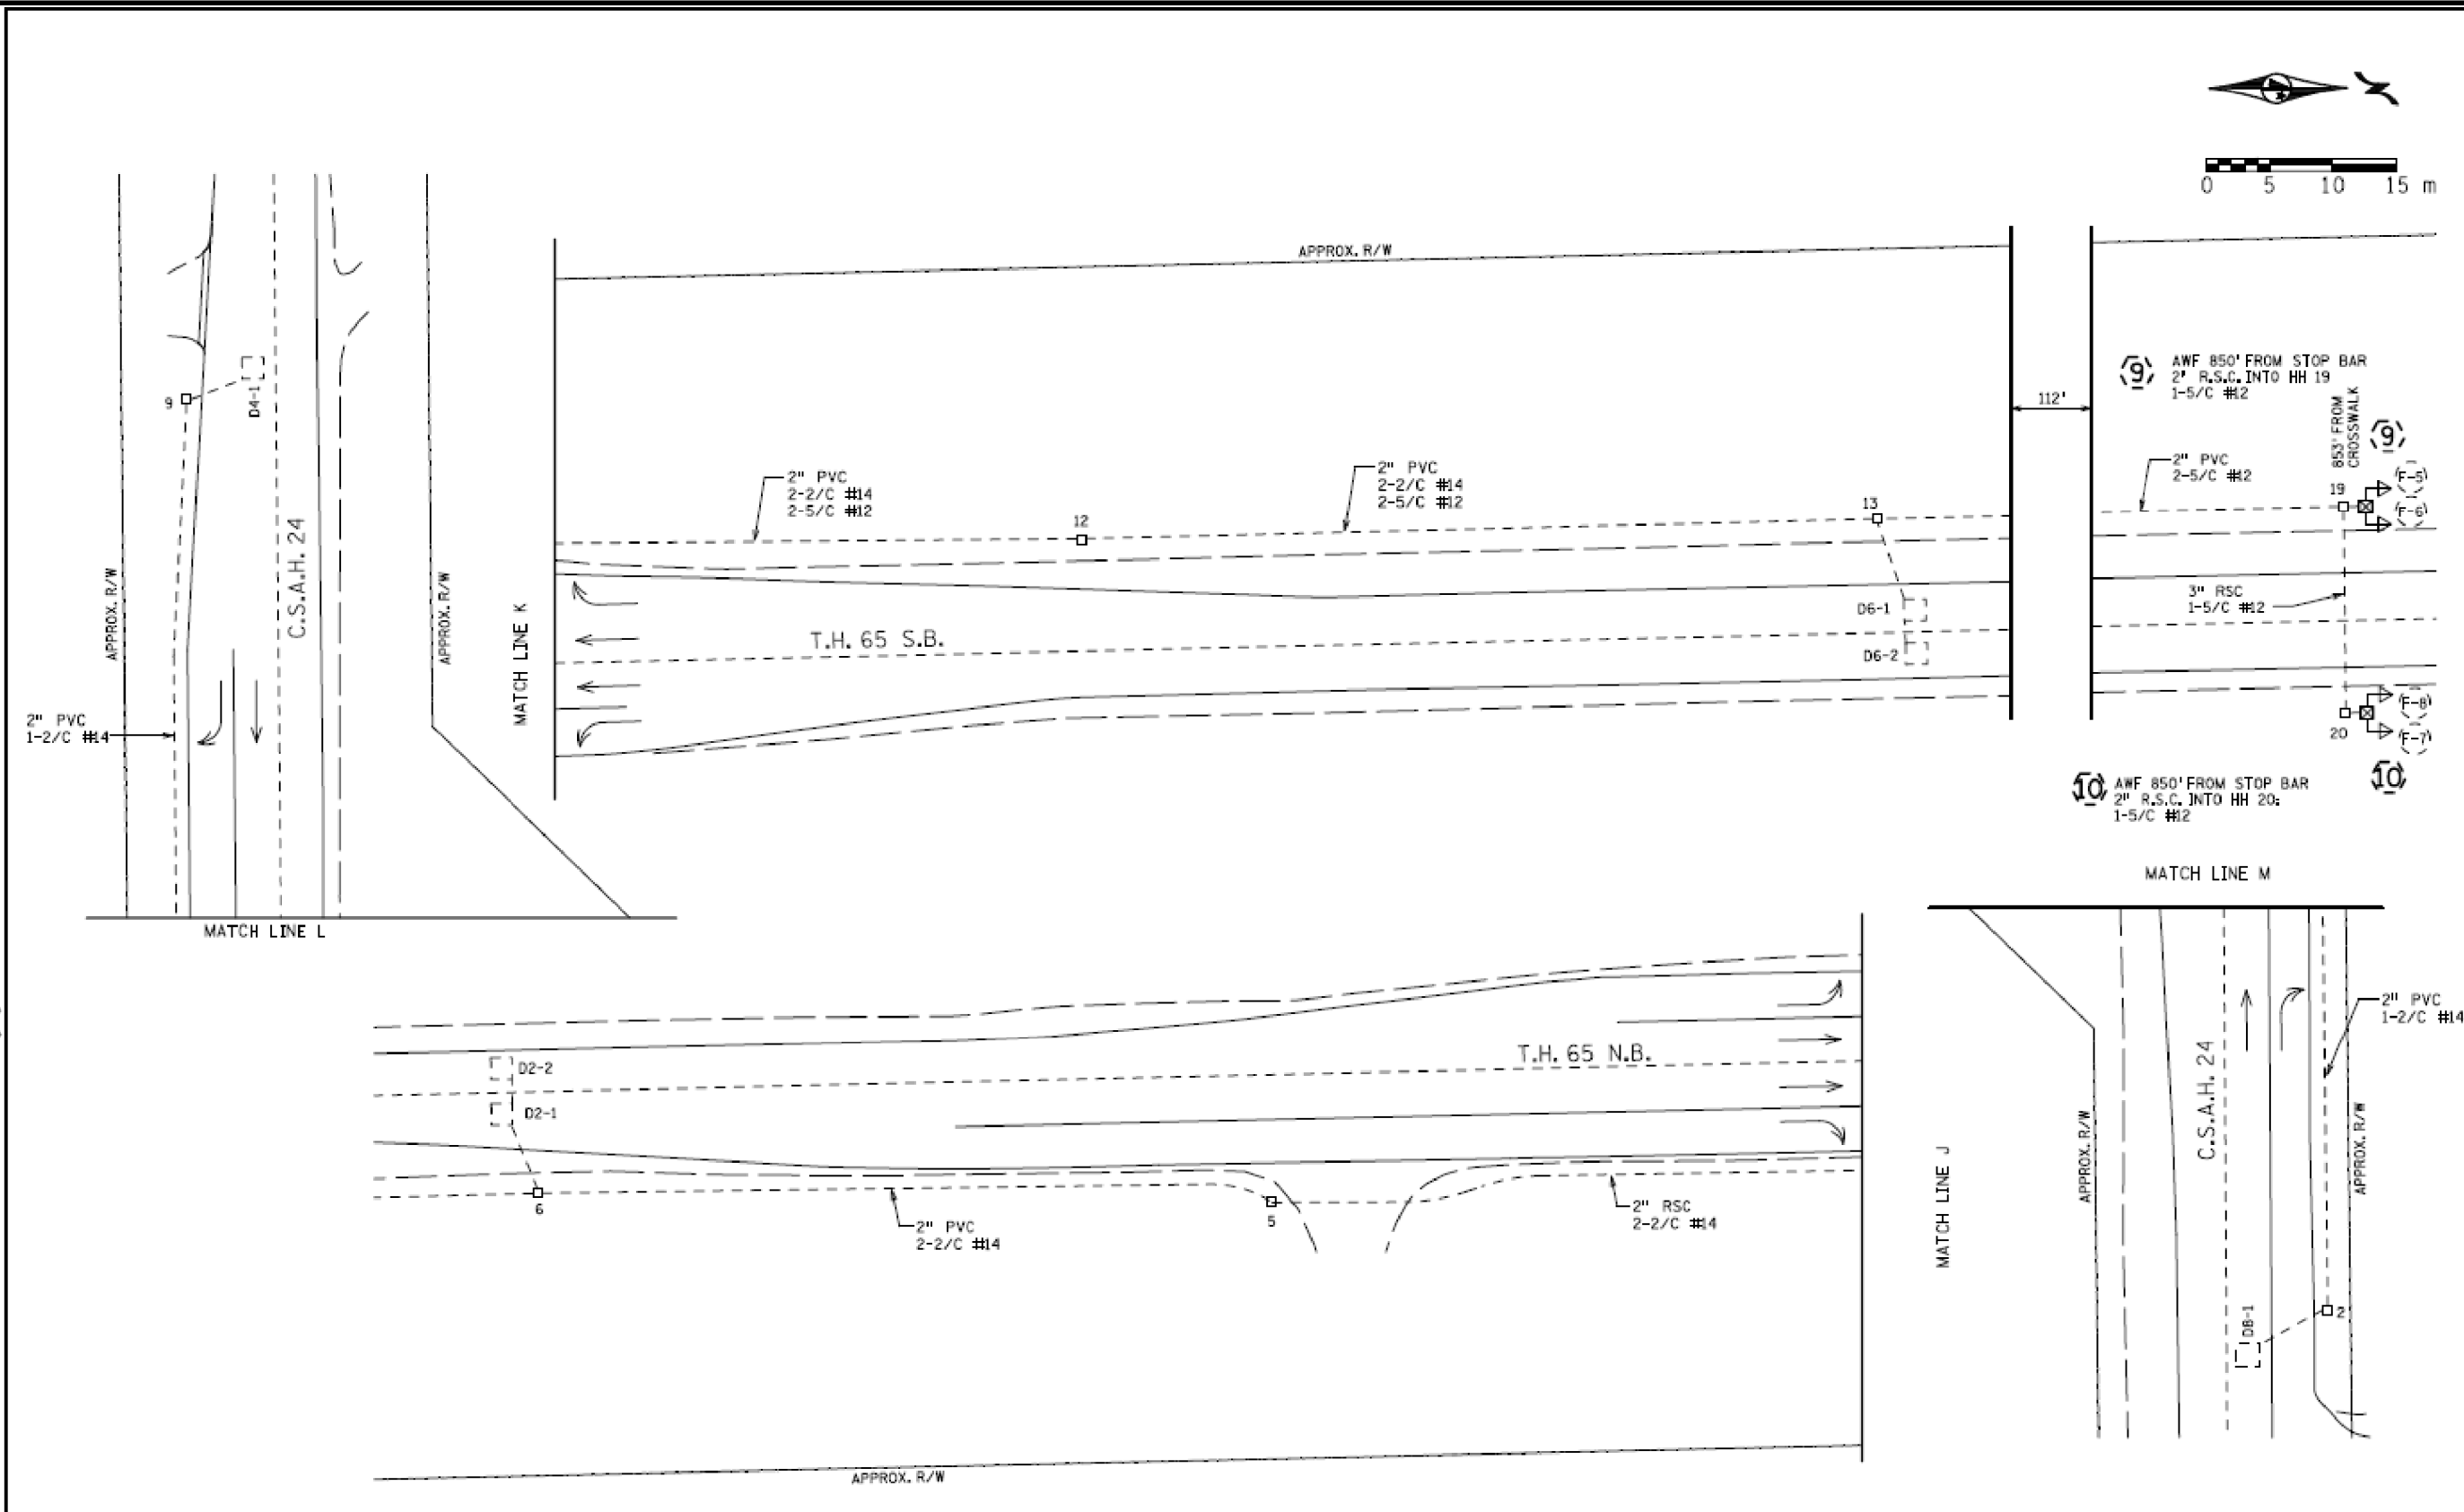 0 5 10 15 m
APPROX. R/W
C.S.A.H. 24
D4-1
9
2" PVC
1-2/C #14
APPROX. R/W
MATCH LINE L
MATCH LINE K
APPROX. R/W
2" PVC
2-2/C #14
2-5/C #12
12
2" PVC
2-2/C #14
2-5/C #12
13
T.H. 65 S.B.
D6-1
D6-2
112'
9
AWF 850' FROM STOP BAR
2" R.S.C. INTO HH 19
1-5/C #12
853' FROM
CROSSWALK
9
2" PVC
2-5/C #12
19
F-5
F-6
3" RSC
1-5/C #12
F-8
F-7
20
10
AWF 850' FROM STOP BAR
2" R.S.C. INTO HH 20:
1-5/C #12
10
MATCH LINE M
D2-2
D2-1
6
2" PVC
2-2/C #14
5
T.H. 65 N.B.
2" RSC
2-2/C #14
MATCH LINE J
APPROX. R/W
APPROX. R/W
C.S.A.H. 24
D8-1
2
2" PVC
1-2/C #14
APPROX. R/W